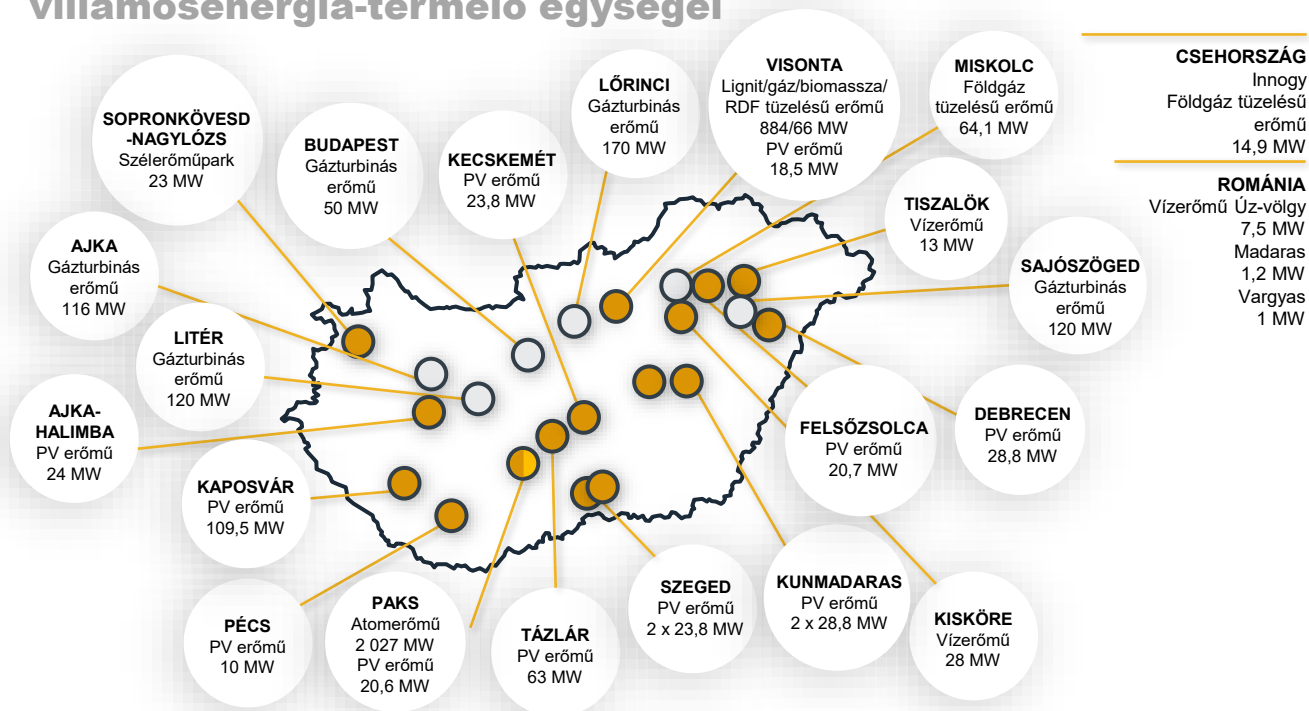 villamosenergia-termelő egységei
SOPRONKÖVESD
-NAGYLÓZS
Szélerőműpark
23 MW
BUDAPEST
Gázturbinás
erőmű
50 MW
KECSKEMÉT
PV erőmű
23,8 MW
LŐRINCI
Gázturbinás
erőmű
170 MW
VISONTA
Lignit/gáz/biomassza/
RDF tüzelésű erőmű
884/66 MW
PV erőmű
18,5 MW
MISKOLC
Földgáz
tüzelésű erőmű
64,1 MW
CSEHORSZÁG
Innogy
Földgáz tüzelésű
erőmű
14,9 MW
ROMÁNIA
Vízerőmű Úz-völgy
7,5 MW
Madaras
1,2 MW
Vargyas
1 MW
TISZALÖK
Vízerőmű
13 MW
SAJÓSZÖGED
Gázturbinás
erőmű
120 MW
AJKA
Gázturbinás
erőmű
116 MW
LITÉR
Gázturbinás
erőmű
120 MW
AJKA-
HALIMBA
PV erőmű
24 MW
KAPOSVÁR
PV erőmű
109,5 MW
FELSŐZSOLCA
PV erőmű
20,7 MW
DEBRECEN
PV erőmű
28,8 MW
PÉCS
PV erőmű
10 MW
PAKS
Atomerőmű
2 027 MW
PV erőmű
20,6 MW
TÁZLÁR
PV erőmű
63 MW
SZEGED
PV erőmű
2 x 23,8 MW
KUNMADARAS
PV erőmű
2 x 28,8 MW
KISKÖRE
Vízerőmű
28 MW